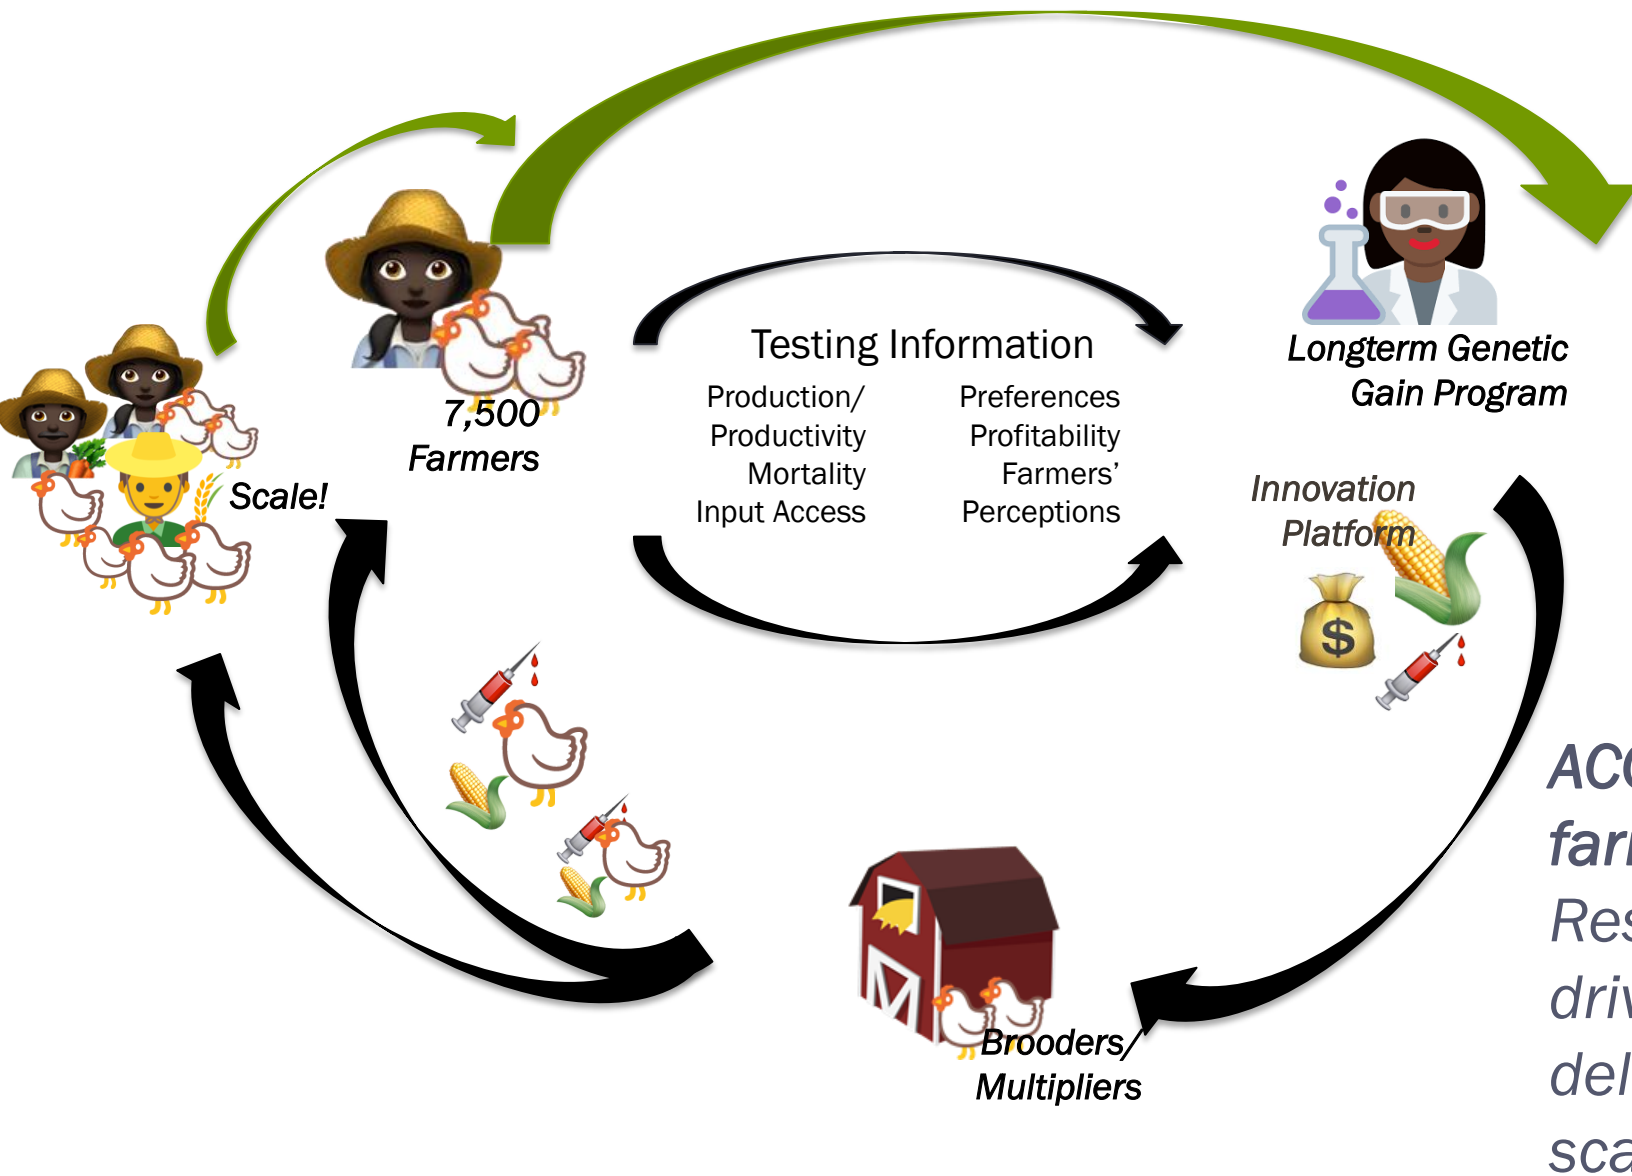 Testing Information
Production/
Productivity
Mortality
Input Access
Preferences
Profitability
Farmers’
Perceptions
7,500
Farmers
Scale!
Longterm Genetic
Gain Program
Innovation
Platform
$
Brooders/
Multipliers